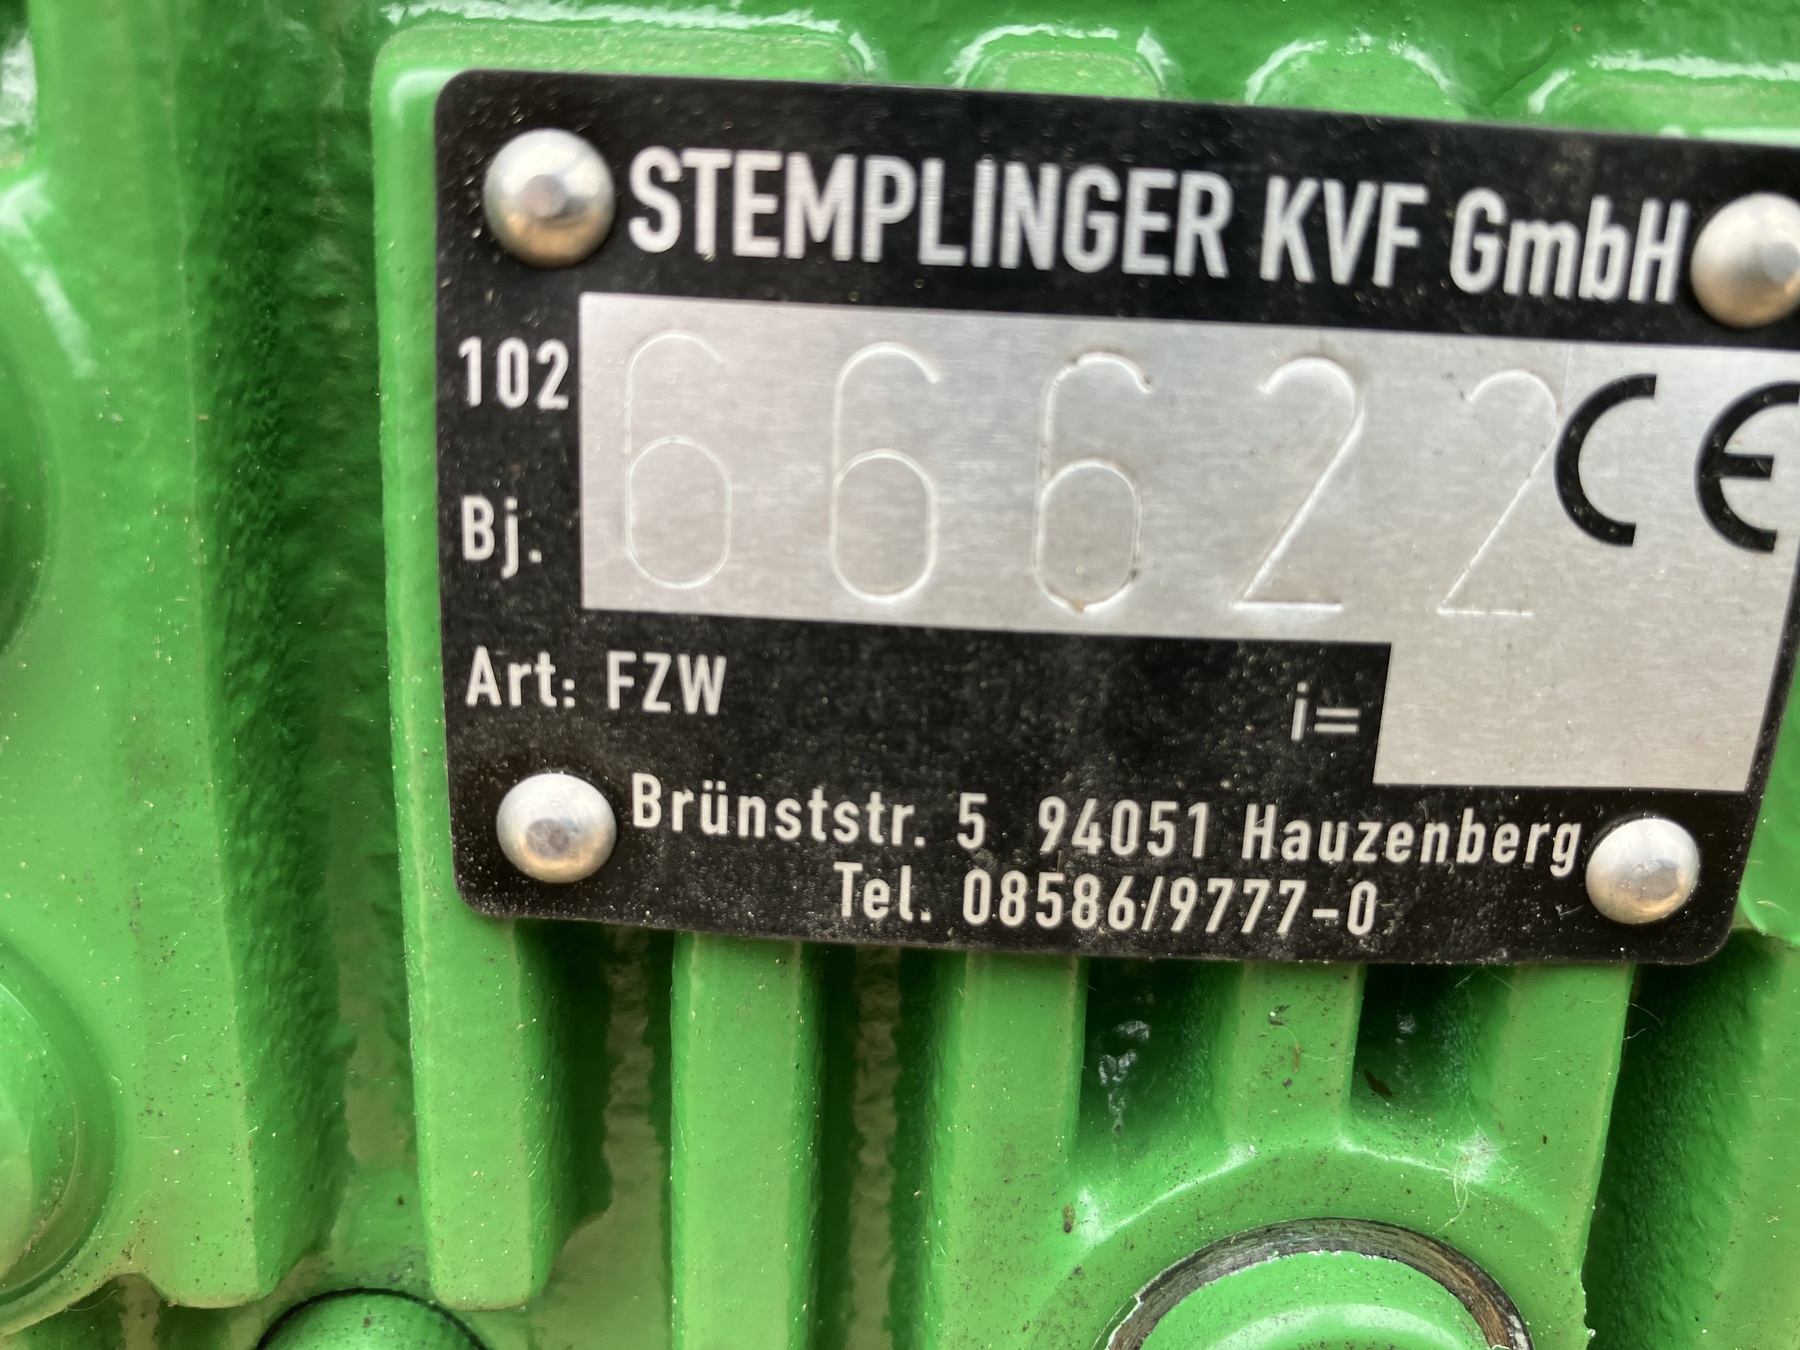 STEMPLINGER KVF GmbH
102 66622 CE
Bj.
Art: FZW i=
Brünststr. 5 94051 Hauzenberg
Tel. 08586/9777-0